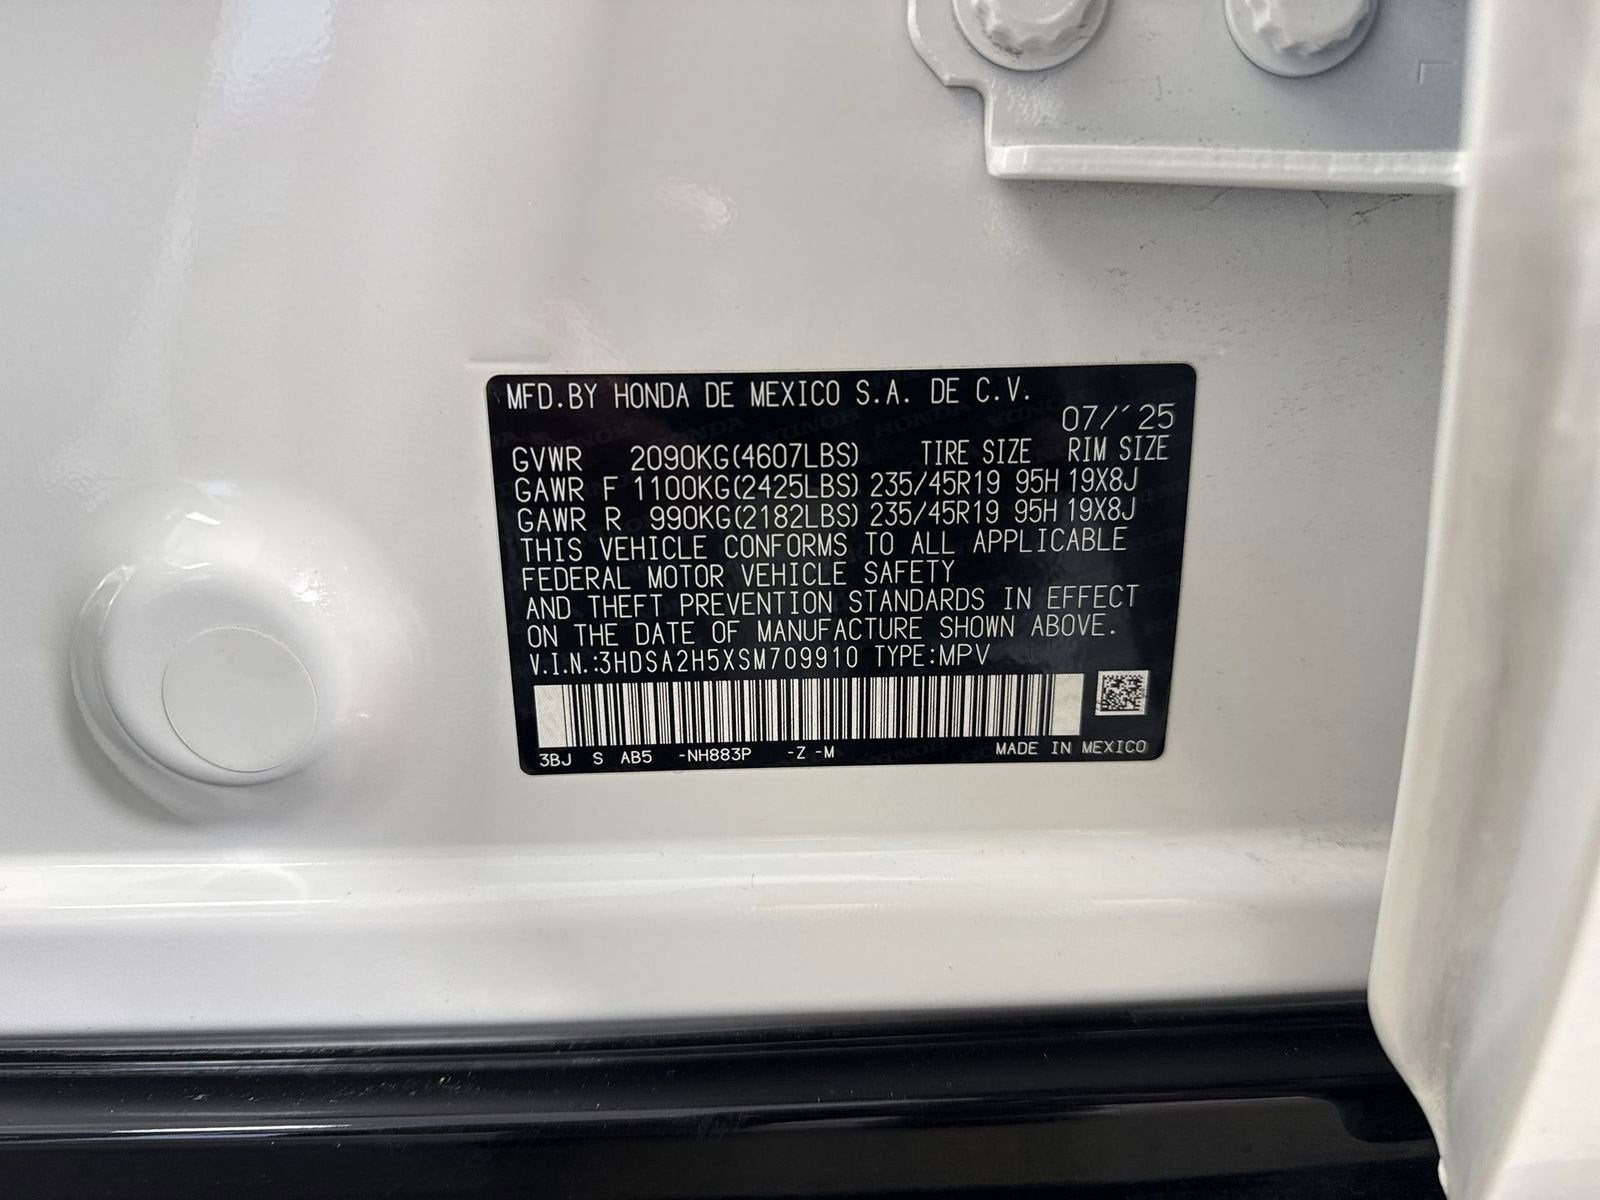 MFD.BY HONDA DE MEXICO S.A. DE C.V.
07/´25
GVWR 2090KG(4607LBS) TIRE SIZE RIM SIZE
GAWR F 1100KG(2425LBS) 235/45R19 95H 19X8J
GAWR R 990KG(2182LBS) 235/45R19 95H 19X8J
THIS VEHICLE CONFORMS TO ALL APPLICABLE
FEDERAL MOTOR VEHICLE SAFETY
AND THEFT PREVENTION STANDARDS IN EFFECT
ON THE DATE OF MANUFACTURE SHOWN ABOVE.
V.I.N.:3HDSA2H5XSM709910 TYPE:MPV
3BJ S AB5 -NH883P -Z -M MADE IN MEXICO